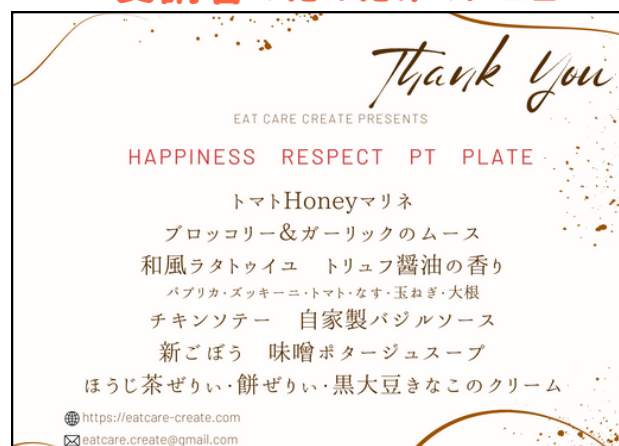 Thank You
EAT CARE CREATE PRESENTS
HAPPINESS RESPECT PT PLATE
トマトHoneyマリネ
ブロッコリー&ガーリックのムース
和風ラタトゥイユ　トリュフ醤油の香り
パプリカ・ズッキーニ・トマト・なす・玉ねぎ・大根
チキンソテー　自家製バジルソース
新ごぼう　味噌ポタージュスープ
ほうじ茶ぜりぃ・餅ぜりぃ・黒大豆きなこのクリーム
https://eatcare-create.com
eatcare.create@gmail.com